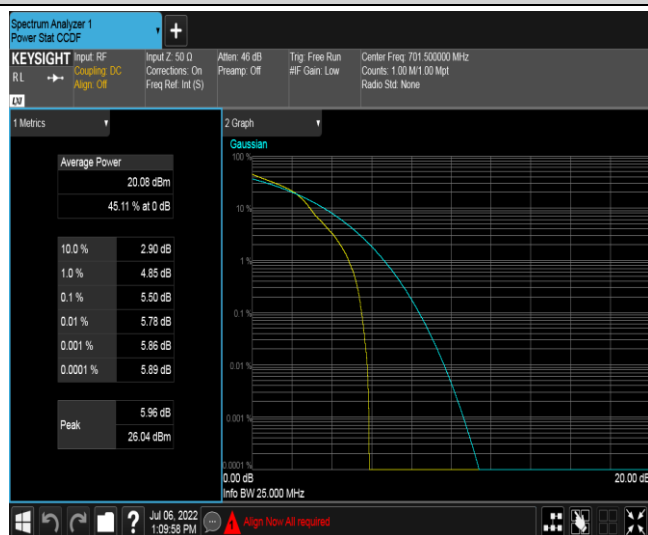 Spectrum Analyzer 1
Power Stat CCDF
+
KEYSIGHT
RL
LXI
Input: RF
Coupling: DC
Align: Off
Input Z: 50 Ω
Corrections: On
Freq Ref: Int (S)
Atten: 46 dB
Preamp: Off
Trig: Free Run
#IF Gain: Low
Center Freq: 701.500000 MHz
Counts: 1.00 M/1.00 Mpt
Radio Std: None
1 Metrics
Average Power
20.08 dBm
45.11 % at 0 dB
10.0 % 2.90 dB
1.0 % 4.85 dB
0.1 % 5.50 dB
0.01 % 5.78 dB
0.001 % 5.86 dB
0.0001 % 5.89 dB
Peak
5.96 dB
26.04 dBm
2 Graph
Gaussian
100 %
10 %
1 %
0.1 %
0.01 %
0.001 %
0.0001 %
0.00 dB 20.00 dB
Info BW 25.000 MHz
?
Jul 06, 2022
1:09:58 PM
1
Align Now All required